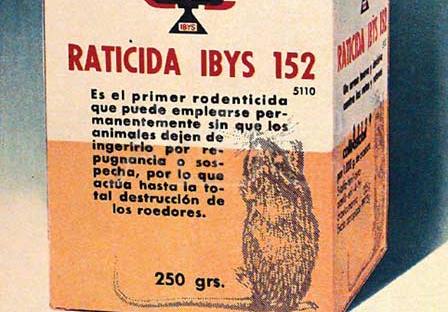 IBYS
RATICIDA IBYS 152
5110
Es el primer rodenticida
que puede emplearse per-
manentemente sin que los
animales dejen de
ingerirlo por re-
pugnancia o sos-
pecha, por lo que
actúa hasta la to-
tal destrucción de
los roedores.
250 grs.
RATICIDA IBYS